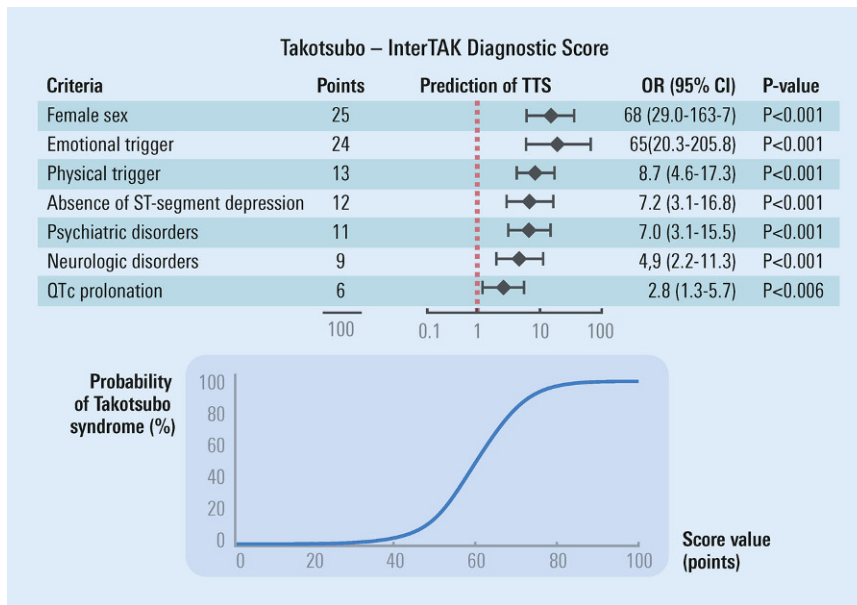 Takotsubo – InterTAK Diagnostic Score
Criteria Points Prediction of TTS OR (95% CI) P-value
Female sex 25 68 (29.0-163-7) P<0.001
Emotional trigger 24 65(20.3-205.8) P<0.001
Physical trigger 13 8.7 (4.6-17.3) P<0.001
Absence of ST-segment depression 12 7.2 (3.1-16.8) P<0.001
Psychiatric disorders 11 7.0 (3.1-15.5) P<0.001
Neurologic disorders 9 4,9 (2.2-11.3) P<0.001
QTc prolonation 6 2.8 (1.3-5.7) P<0.006
100 0.1 1 10 100
Probability
of Takotsubo
syndrome (%)
100
80
60
40
20
0
0 20 40 60 80 100
Score value
(points)